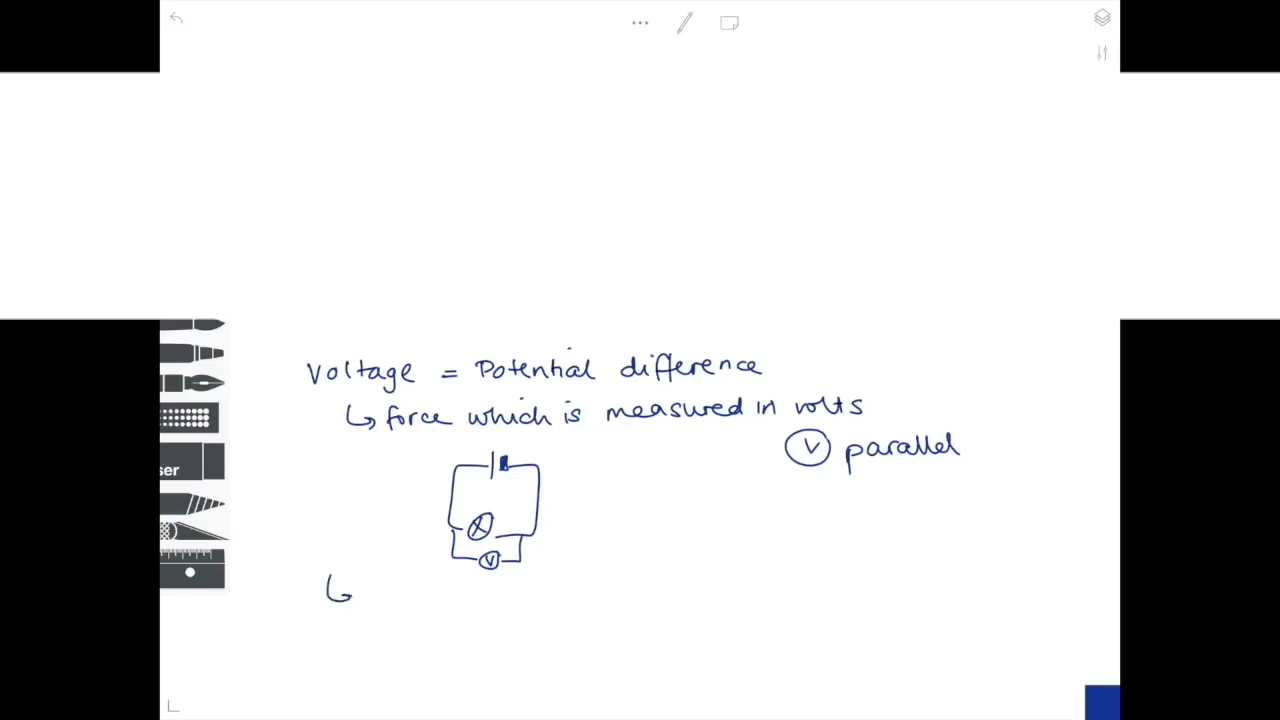 ser
Voltage = Potential difference
↳ force which is measured in volts
V parallel
X
V